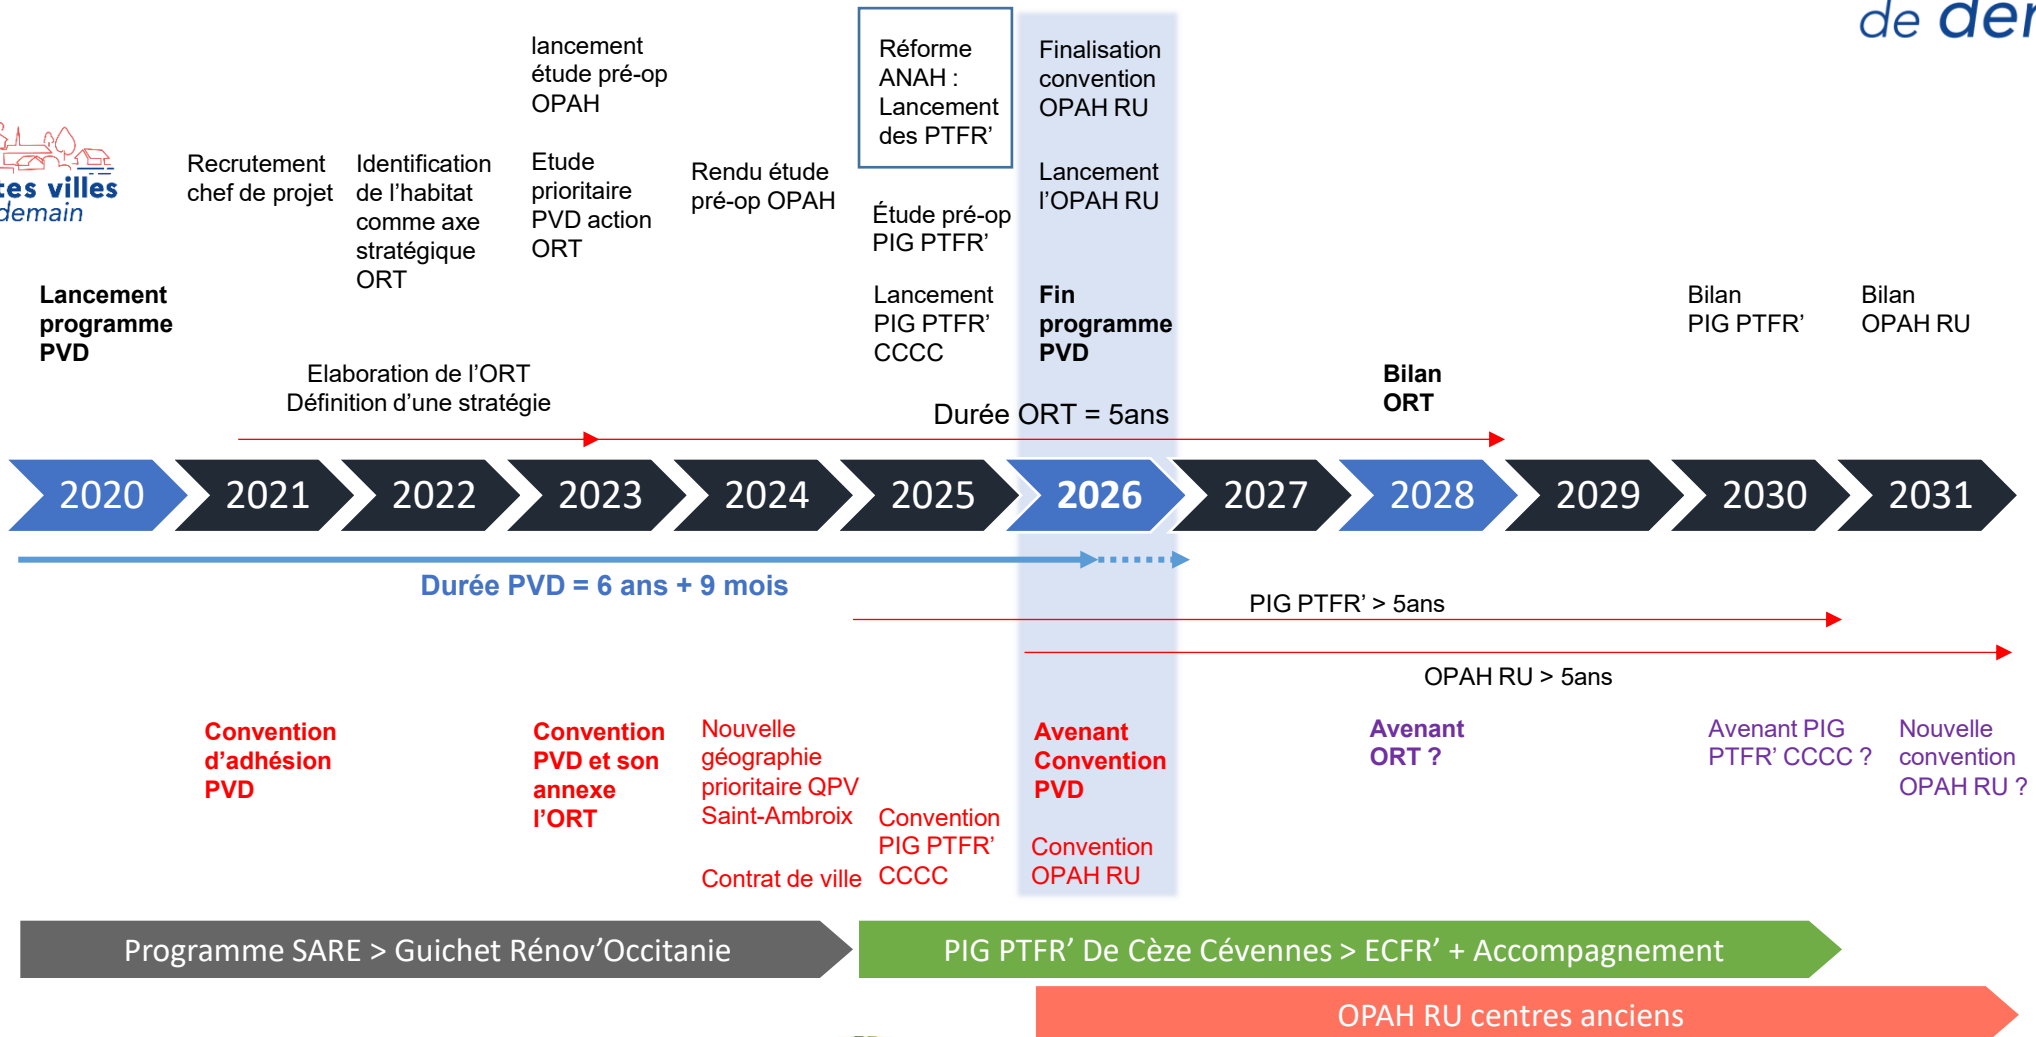 de
lancement
étude pré-op
OPAH
Réforme
ANAH :
Lancement
des PTFR’
Finalisation
convention
OPAH RU
villes
demain
Recrutement
chef de projet
Identification
de l’habitat
comme axe
stratégique
ORT
Etude
prioritaire
PVD action
ORT
Rendu étude
pré-op OPAH
Étude pré-op
PIG PTFR’
Lancement
l’OPAH RU
Lancement
programme
PVD
Lancement
PIG PTFR’
CCCC
Fin
programme
PVD
Bilan
PIG PTFR’
Bilan
OPAH RU
Elaboration de l’ORT
Définition d’une stratégie
Durée ORT = 5ans
Bilan
ORT
2020
2021
2022
2023
2024
2025
2026
2027
2028
2029
2030
2031
Durée PVD = 6 ans + 9 mois
PIG PTFR’ > 5ans
OPAH RU > 5ans
Convention
d’adhésion
PVD
Convention
PVD et son
annexe
l’ORT
Nouvelle
géographie
prioritaire QPV
Saint-Ambroix
Contrat de ville
Convention
PIG PTFR’
CCCC
Avenant
Convention
PVD
Convention
OPAH RU
Avenant
ORT ?
Avenant PIG
PTFR’ CCCC ?
Nouvelle
convention
OPAH RU ?
Programme SARE > Guichet Rénov’Occitanie
PIG PTFR’ De Cèze Cévennes > ECFR’ + Accompagnement
OPAH RU centres anciens